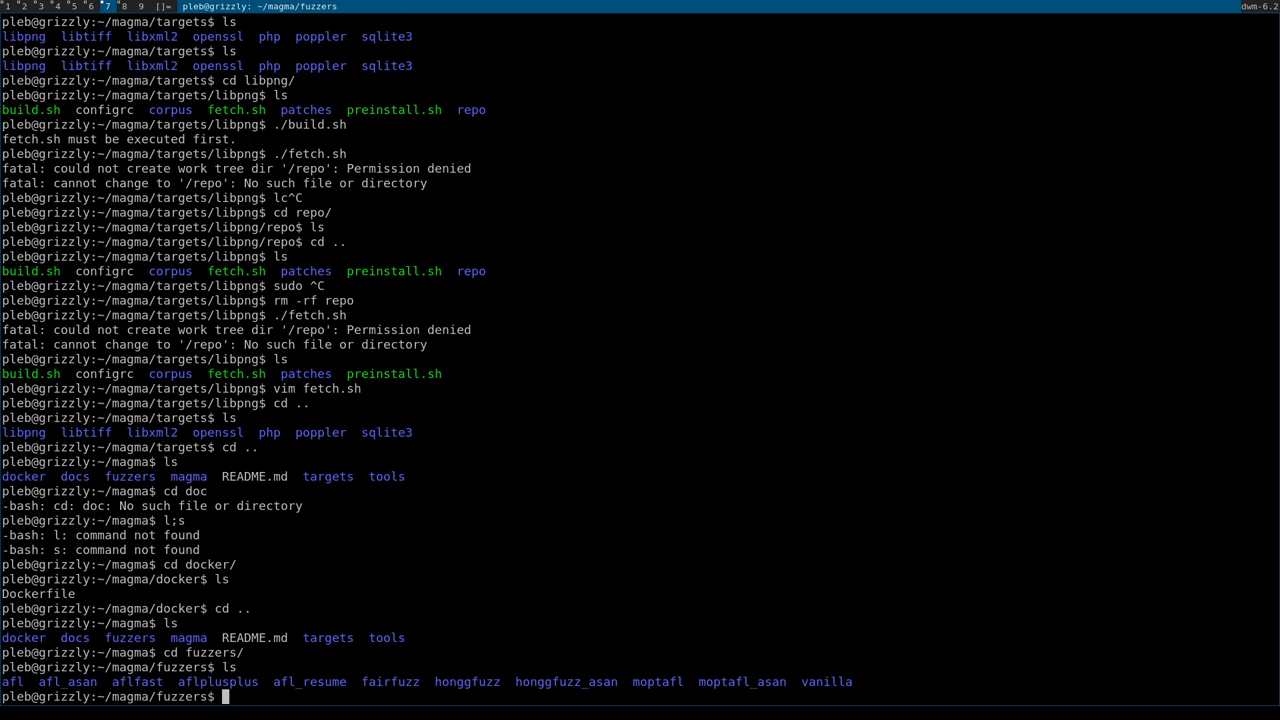 1 2 3 4 5 6 7 8 9 []= pleb@grizzly: ~/magma/fuzzers dwm-6.2
pleb@grizzly:~/magma/targets$ ls
libpng libtiff libxml2 openssl php poppler sqlite3
pleb@grizzly:~/magma/targets$ ls
libpng libtiff libxml2 openssl php poppler sqlite3
pleb@grizzly:~/magma/targets$ cd libpng/
pleb@grizzly:~/magma/targets/libpng$ ls
build.sh configrc corpus fetch.sh patches preinstall.sh repo
pleb@grizzly:~/magma/targets/libpng$ ./build.sh
fetch.sh must be executed first.
pleb@grizzly:~/magma/targets/libpng$ ./fetch.sh
fatal: could not create work tree dir '/repo': Permission denied
fatal: cannot change to '/repo': No such file or directory
pleb@grizzly:~/magma/targets/libpng$ lc^C
pleb@grizzly:~/magma/targets/libpng$ cd repo/
pleb@grizzly:~/magma/targets/libpng/repo$ ls
pleb@grizzly:~/magma/targets/libpng/repo$ cd ..
pleb@grizzly:~/magma/targets/libpng$ ls
build.sh configrc corpus fetch.sh patches preinstall.sh repo
pleb@grizzly:~/magma/targets/libpng$ sudo ^C
pleb@grizzly:~/magma/targets/libpng$ rm -rf repo
pleb@grizzly:~/magma/targets/libpng$ ./fetch.sh
fatal: could not create work tree dir '/repo': Permission denied
fatal: cannot change to '/repo': No such file or directory
pleb@grizzly:~/magma/targets/libpng$ ls
build.sh configrc corpus fetch.sh patches preinstall.sh
pleb@grizzly:~/magma/targets/libpng$ vim fetch.sh
pleb@grizzly:~/magma/targets/libpng$ cd ..
pleb@grizzly:~/magma/targets$ ls
libpng libtiff libxml2 openssl php poppler sqlite3
pleb@grizzly:~/magma/targets$ cd ..
pleb@grizzly:~/magma$ ls
docker docs fuzzers magma README.md targets tools
pleb@grizzly:~/magma$ cd doc
-bash: cd: doc: No such file or directory
pleb@grizzly:~/magma$ l;s
-bash: l: command not found
-bash: s: command not found
pleb@grizzly:~/magma$ cd docker/
pleb@grizzly:~/magma/docker$ ls
Dockerfile
pleb@grizzly:~/magma/docker$ cd ..
pleb@grizzly:~/magma$ ls
docker docs fuzzers magma README.md targets tools
pleb@grizzly:~/magma$ cd fuzzers/
pleb@grizzly:~/magma/fuzzers$ ls
afl afl_asan aflfast aflplusplus afl_resume fairfuzz honggfuzz honggfuzz_asan moptafl moptafl_asan vanilla
pleb@grizzly:~/magma/fuzzers$